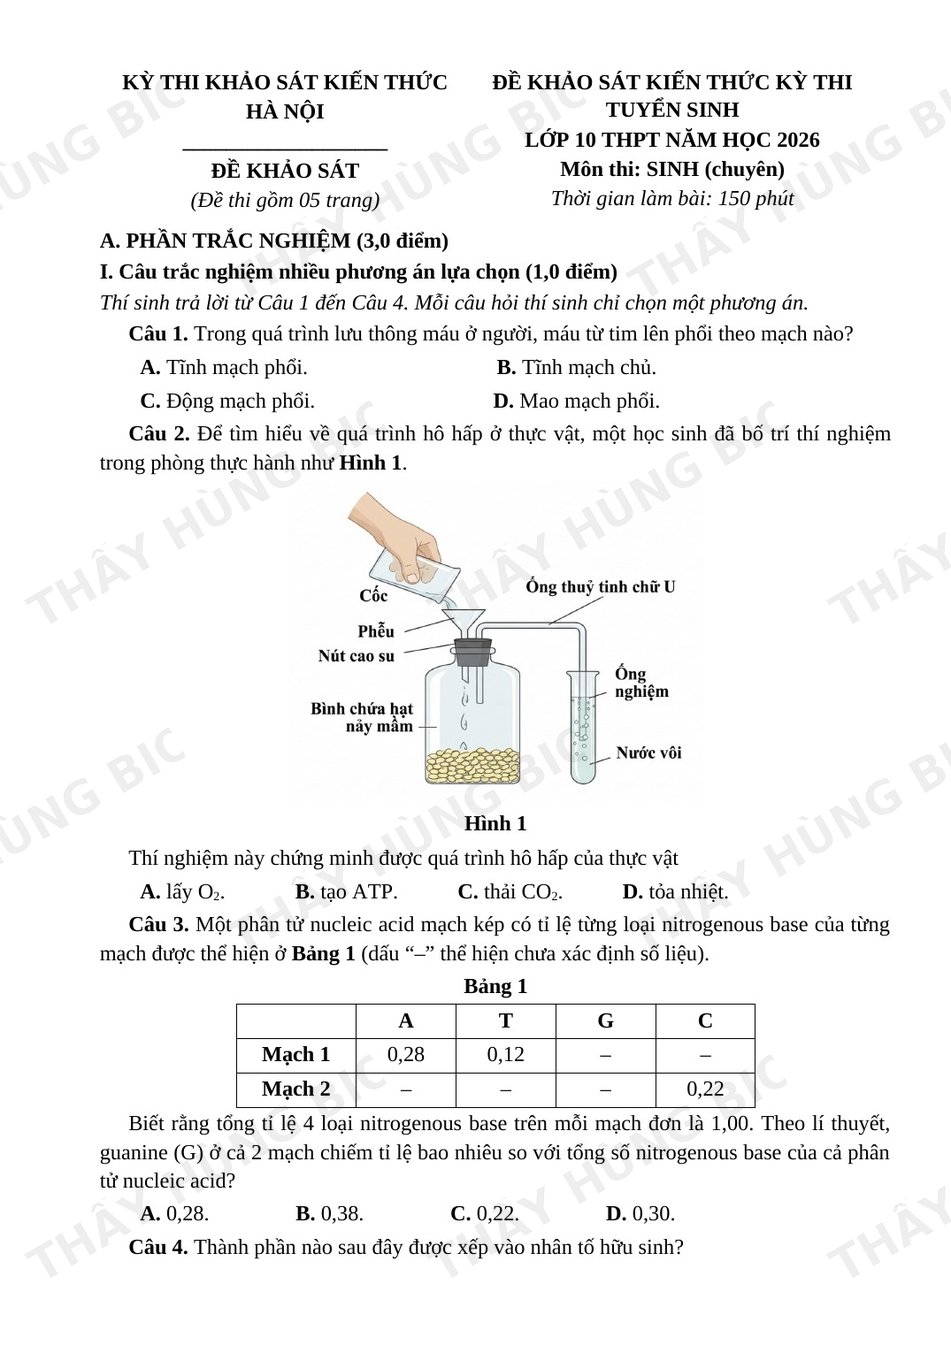 KỲ THI KHẢO SÁT KIẾN THỨC
HÀ NỘI
ĐỀ KHẢO SÁT
(Đề thi gồm 05 trang)
ĐỀ KHẢO SÁT KIẾN THỨC KỲ THI
TUYỂN SINH
LỚP 10 THPT NĂM HỌC 2026
Môn thi: SINH (chuyên)
Thời gian làm bài: 150 phút
A. PHẦN TRẮC NGHIỆM (3,0 điểm)
I. Câu trắc nghiệm nhiều phương án lựa chọn (1,0 điểm)
Thí sinh trả lời từ Câu 1 đến Câu 4. Mỗi câu hỏi thí sinh chỉ chọn một phương án.
Câu 1. Trong quá trình lưu thông máu ở người, máu từ tim lên phổi theo mạch nào?
A. Tĩnh mạch phổi. B. Tĩnh mạch chủ.
C. Động mạch phổi. D. Mao mạch phổi.
Câu 2. Để tìm hiểu về quá trình hô hấp ở thực vật, một học sinh đã bố trí thí nghiệm
trong phòng thực hành như Hình 1.
Cốc
Ống thuỷ tinh chữ U
Phễu
Nút cao su
Ống
nghiệm
Bình chứa hạt
nảy mầm
Nước vôi
Hình 1
Thí nghiệm này chứng minh được quá trình hô hấp của thực vật
A. lấy O₂. B. tạo ATP. C. thải CO₂. D. tỏa nhiệt.
Câu 3. Một phân tử nucleic acid mạch kép có tỉ lệ từng loại nitrogenous base của từng
mạch được thể hiện ở Bảng 1 (dấu “–” thể hiện chưa xác định số liệu).
Bảng 1
A T G C
Mạch 1 0,28 0,12 – –
Mạch 2 – – – 0,22
Biết rằng tổng tỉ lệ 4 loại nitrogenous base trên mỗi mạch đơn là 1,00. Theo lí thuyết,
guanine (G) ở cả 2 mạch chiếm tỉ lệ bao nhiêu so với tổng số nitrogenous base của cả phân
tử nucleic acid?
A. 0,28. B. 0,38. C. 0,22. D. 0,30.
Câu 4. Thành phần nào sau đây được xếp vào nhân tố hữu sinh?
THẦY HÙNG BIC